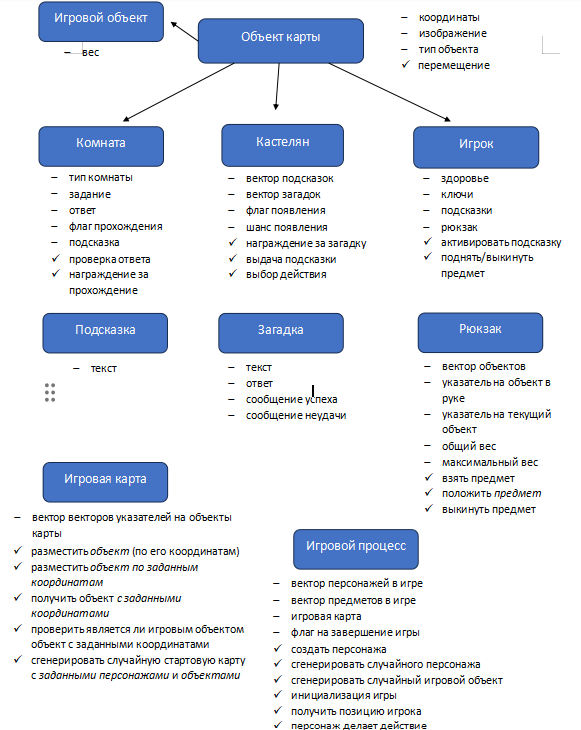 Игровой объект
– вес
Объект карты
– координаты
– изображение
– тип объекта
✓ перемещение
Комната
– тип комнаты
– задание
– ответ
– флаг прохождения
– подсказка
✓ проверка ответа
✓ награждение за
прохождение
Кастелян
– вектор подсказок
– вектор загадок
– флаг появления
– шанс появления
✓ награждение за загадку
✓ выдача подсказки
✓ выбор действия
Игрок
– здоровье
– ключи
– подсказки
– рюкзак
✓ активировать подсказку
✓ поднять/выкинуть
предмет
Подсказка
– текст
Загадка
– текст
– ответ
– сообщение успеха
– сообщение неудачи
Рюкзак
– вектор объектов
– указатель на объект в
руке
– указатель на текущий
объект
– общий вес
– максимальный вес
✓ взять предмет
✓ положить предмет
✓ выкинуть предмет
Игровая карта
– вектор векторов указателей на объекты
карты
✓ разместить объект (по его координатам)
✓ разместить объект по заданным
координатам
✓ получить объект с заданными
координатами
✓ проверить является ли игровым объектом
объект с заданными координатами
✓ сгенерировать случайную стартовую карту
с заданными персонажами и объектами
Игровой процесс
– вектор персонажей в игре
– вектор предметов в игре
– игровая карта
– флаг на завершение игры
✓ создать персонажа
✓ сгенерировать случайного персонажа
✓ сгенерировать случайный игровой объект
✓ инициализация игры
✓ получить позицию игрока
✓ персонаж делает действие